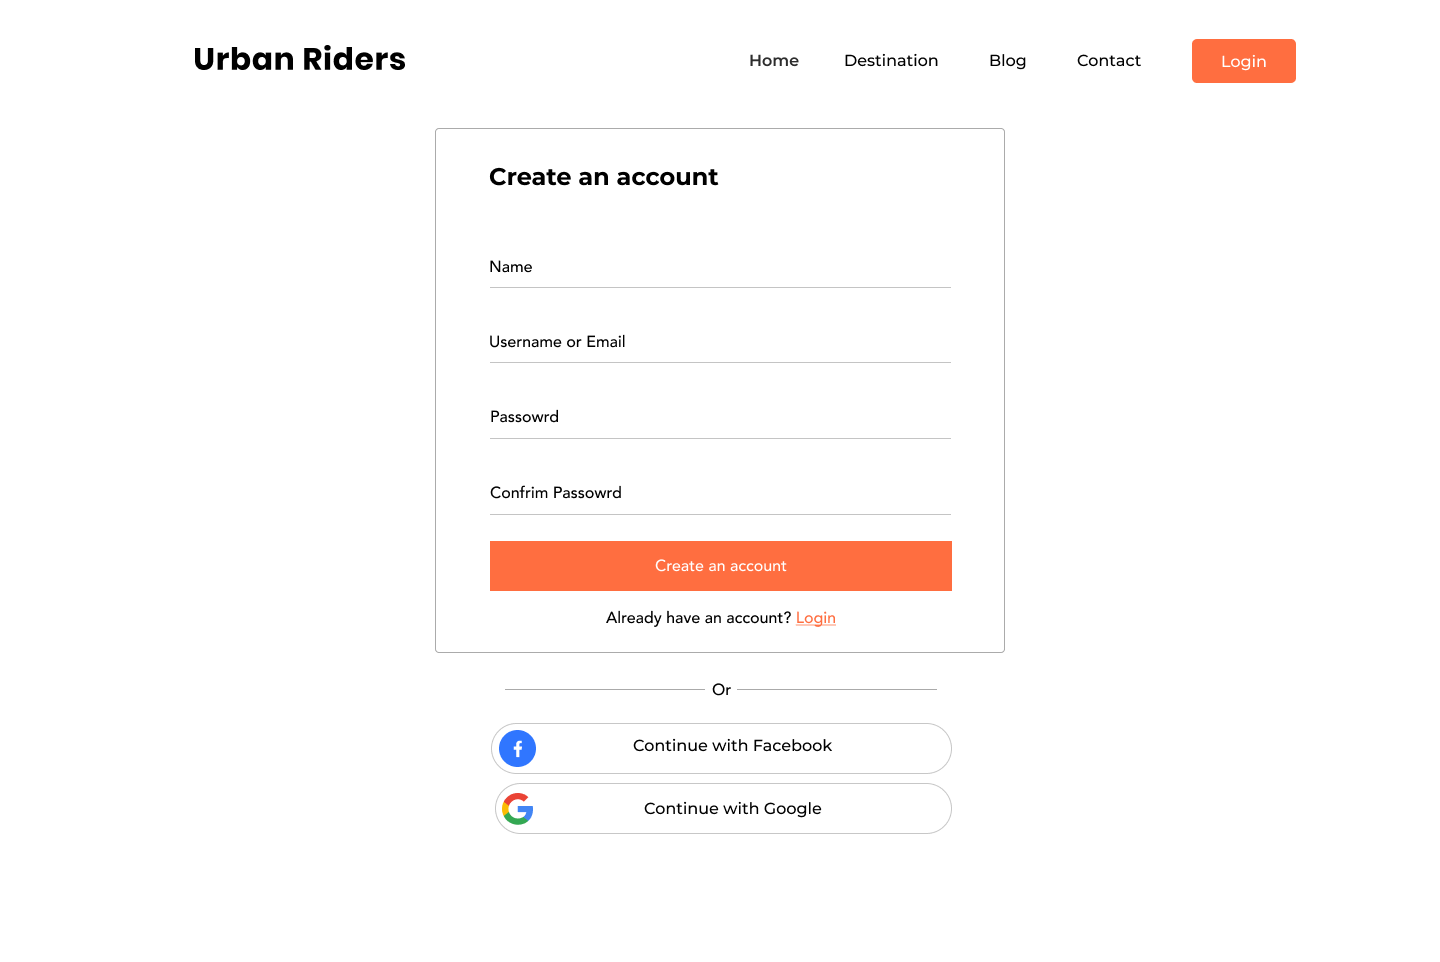 Urban Riders
Home Destination Blog Contact Login
Create an account
Name
Username or Email
Passowrd
Confrim Passowrd
Create an account
Already have an account? Login
Or
Continue with Facebook
Continue with Google